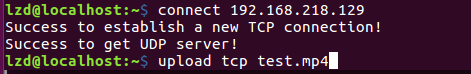 lzd@localhost:~$ connect 192.168.218.129
Success to establish a new TCP connection!
Success to get UDP server!
lzd@localhost:~$ upload tcp test.mp4